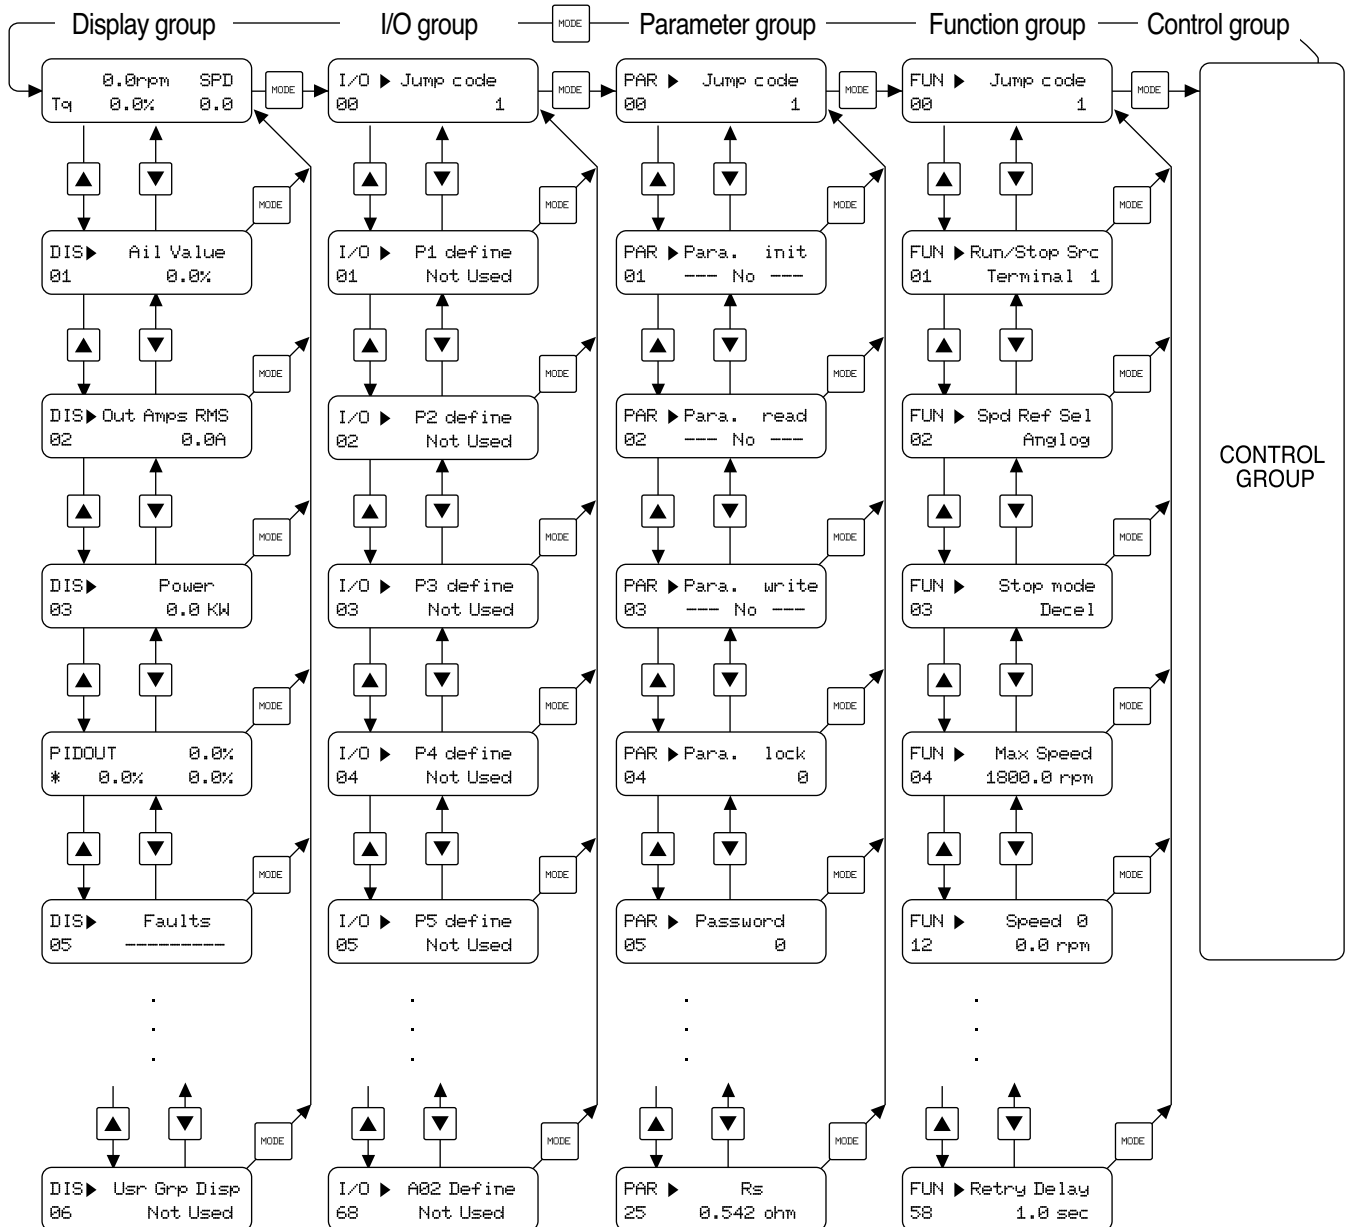 Display group I/O group MODE Parameter group Function group Control group
0.0rpm SPD
Tq 0.0% 0.0
MODE
I/O ▶ Jump code
00 1
MODE
PAR ▶ Jump code
00 1
MODE
FUN ▶ Jump code
00 1
MODE
▲ ▼ MODE ▲ ▼ MODE ▲ ▼ MODE ▲ ▼ MODE
DIS▶ Ail Value
01 0.0%
I/O ▶ P1 define
01 Not Used
PAR ▶Para. init
01 --- No ---
FUN ▶Run/Stop Src
01 Terminal 1
▲ ▼ MODE ▲ ▼ MODE ▲ ▼ MODE ▲ ▼ MODE
DIS▶Out Amps RMS
02 0.0A
I/O ▶ P2 define
02 Not Used
PAR ▶Para. read
02 --- No ---
FUN ▶ Spd Ref Sel
02 Anglog
CONTROL
GROUP
▲ ▼ MODE ▲ ▼ MODE ▲ ▼ MODE ▲ ▼ MODE
DIS▶ Power
03 0.0 KW
I/O ▶ P3 define
03 Not Used
PAR ▶Para. write
03 --- No ---
FUN ▶ Stop mode
03 Decel
▲ ▼ MODE ▲ ▼ MODE ▲ ▼ MODE ▲ ▼ MODE
PIDOUT 0.0%
* 0.0% 0.0%
I/O ▶ P4 define
04 Not Used
PAR ▶Para. lock
04 0
FUN ▶ Max Speed
04 1800.0 rpm
▲ ▼ MODE ▲ ▼ MODE ▲ ▼ MODE ▲ ▼ MODE
DIS▶ Faults
05 ---------
I/O ▶ P5 define
05 Not Used
PAR ▶ Password
05 0
FUN ▶ Speed 0
12 0.0 rpm
. . . .
. . . .
. . . .
▲ ▼ MODE ▲ ▼ MODE ▲ ▼ MODE ▲ ▼ MODE
DIS▶ Usr Grp Disp
06 Not Used
I/O ▶ A02 Define
68 Not Used
PAR ▶ Rs
25 0.542 ohm
FUN ▶Retry Delay
58 1.0 sec